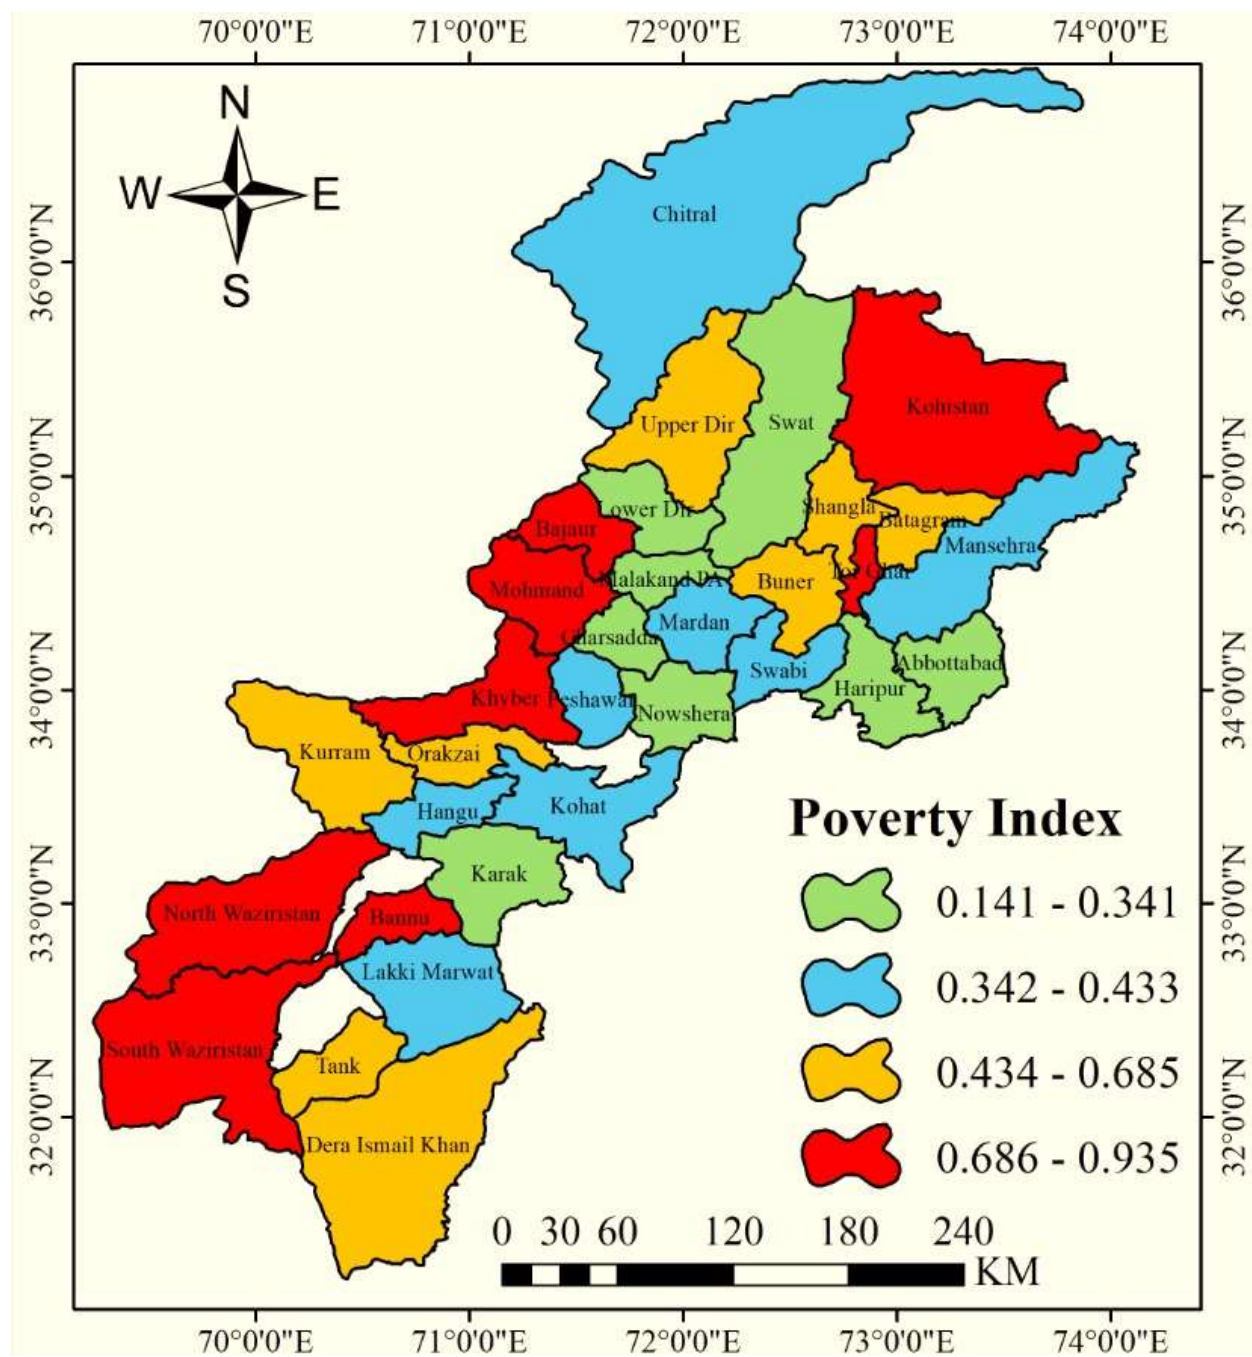 70°0'0"E 71°0'0"E 72°0'0"E 73°0'0"E 74°0'0"E
N
W E
S
36°0'0"N 36°0'0"N
35°0'0"N 35°0'0"N
34°0'0"N 34°0'0"N
33°0'0"N 33°0'0"N
32°0'0"N 32°0'0"N
Chitral
Kohistan
Upper Dir
Swat
Lower Dir
Shangla
Batagram
Bajaur
Mansehra
Malakand PA
Buner
Tor Ghar
Mohmand
Mardan
Charsadda
Swabi
Abbottabad
Haripur
Khyber
Peshawar
Nowshera
Kurram
Orakzai
Hangu
Kohat
Karak
North Waziristan
Bannu
Lakki Marwat
South Waziristan
Tank
Dera Ismail Khan
Poverty Index
0.141 - 0.341
0.342 - 0.433
0.434 - 0.685
0.686 - 0.935
0 30 60 120 180 240
KM
70°0'0"E 71°0'0"E 72°0'0"E 73°0'0"E 74°0'0"E